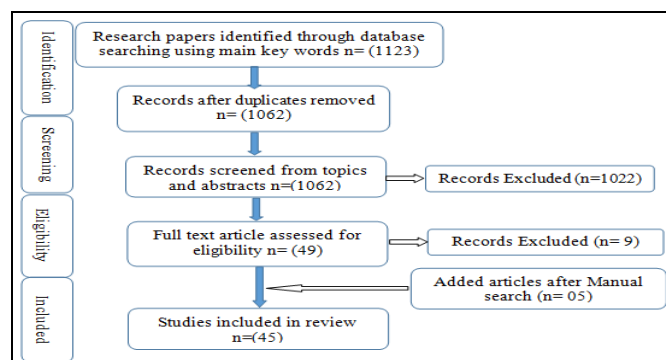 Identification
Research papers identified through database
searching using main key words n= (1123)
Records after duplicates removed
n= (1062)
Screening
Records screened from topics
and abstracts n=(1062)
Records Excluded (n=1022)
Eligibility
Full text article assessed for
eligibility n= (49)
Records Excluded (n= 9)
Included
Added articles after Manual
search (n= 05)
Studies included in review
n=(45)